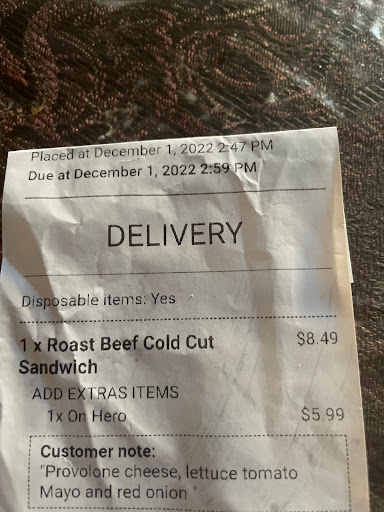 Placed at December 1, 2022 2:47 PM
Due at December 1, 2022 2:59 PM
DELIVERY
Disposable items: Yes
1 x Roast Beef Cold Cut $8.49
Sandwich
ADD EXTRAS ITEMS
1x On Hero $5.99
Customer note:
"Provolone cheese, lettuce tomato
Mayo and red onion "